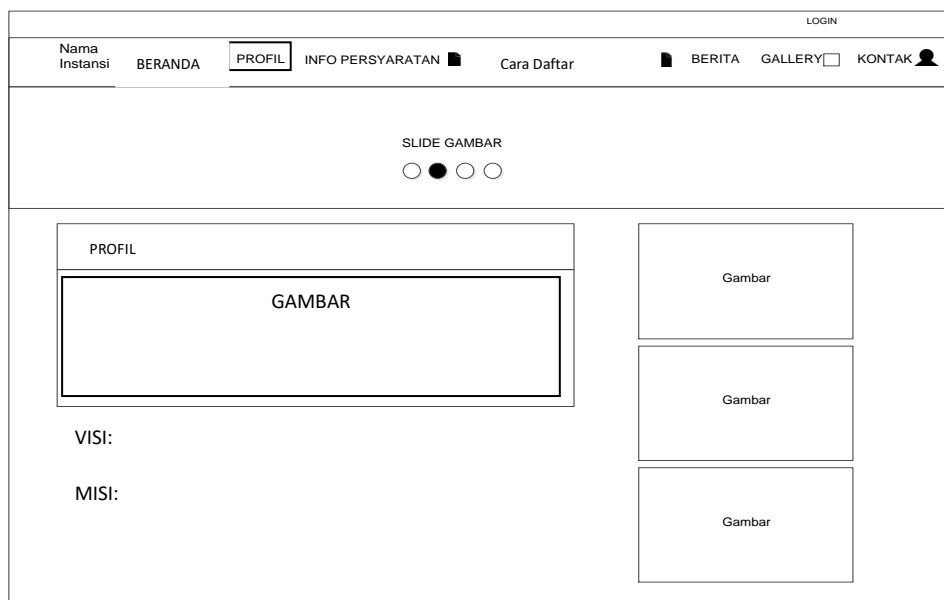 LOGIN
Nama
Instansi
BERANDA
PROFIL
INFO PERSYARATAN
Cara Daftar
BERITA
GALLERY
KONTAK
SLIDE GAMBAR
PROFIL
GAMBAR
VISI:
MISI:
Gambar
Gambar
Gambar